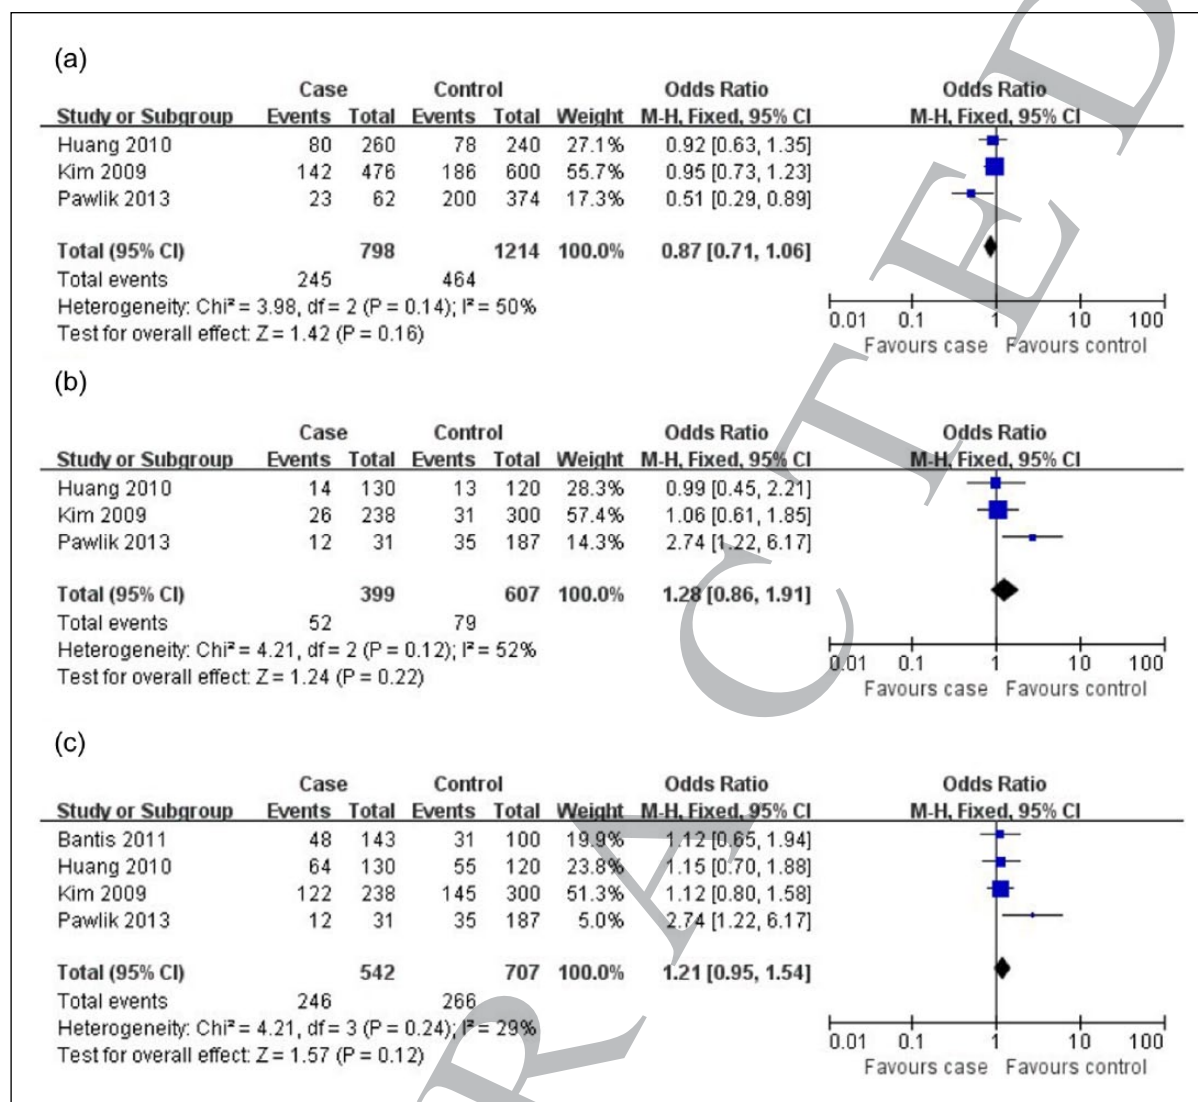 (a)
Case Control Odds Ratio Odds Ratio
Study or Subgroup Events Total Events Total Weight M-H, Fixed, 95% CI M-H, Fixed, 95% CI
Huang 2010 80 260 78 240 27.1% 0.92 [0.63, 1.35]
Kim 2009 142 476 186 600 55.7% 0.95 [0.73, 1.23]
Pawlik 2013 23 62 200 374 17.3% 0.51 [0.29, 0.89]
Total (95% CI) 798 1214 100.0% 0.87 [0.71, 1.06]
Total events 245 464
Heterogeneity: Chi² = 3.98, df = 2 (P = 0.14); I² = 50%
Test for overall effect: Z = 1.42 (P = 0.16)
0.01 0.1 1 10 100
Favours case Favours control
(b)
Case Control Odds Ratio Odds Ratio
Study or Subgroup Events Total Events Total Weight M-H, Fixed, 95% CI M-H, Fixed, 95% CI
Huang 2010 14 130 13 120 28.3% 0.99 [0.45, 2.21]
Kim 2009 26 238 31 300 57.4% 1.06 [0.61, 1.85]
Pawlik 2013 12 31 35 187 14.3% 2.74 [1.22, 6.17]
Total (95% CI) 399 607 100.0% 1.28 [0.86, 1.91]
Total events 52 79
Heterogeneity: Chi² = 4.21, df = 2 (P = 0.12); I² = 52%
Test for overall effect: Z = 1.24 (P = 0.22)
0.01 0.1 1 10 100
Favours case Favours control
(c)
Case Control Odds Ratio Odds Ratio
Study or Subgroup Events Total Events Total Weight M-H, Fixed, 95% CI M-H, Fixed, 95% CI
Bantis 2011 48 143 31 100 19.9% 1.12 [0.65, 1.94]
Huang 2010 64 130 55 120 23.8% 1.15 [0.70, 1.88]
Kim 2009 122 238 145 300 51.3% 1.12 [0.80, 1.58]
Pawlik 2013 12 31 35 187 5.0% 2.74 [1.22, 6.17]
Total (95% CI) 542 707 100.0% 1.21 [0.95, 1.54]
Total events 246 266
Heterogeneity: Chi² = 4.21, df = 3 (P = 0.24); I² = 29%
Test for overall effect: Z = 1.57 (P = 0.12)
0.01 0.1 1 10 100
Favours case Favours control
RACTED